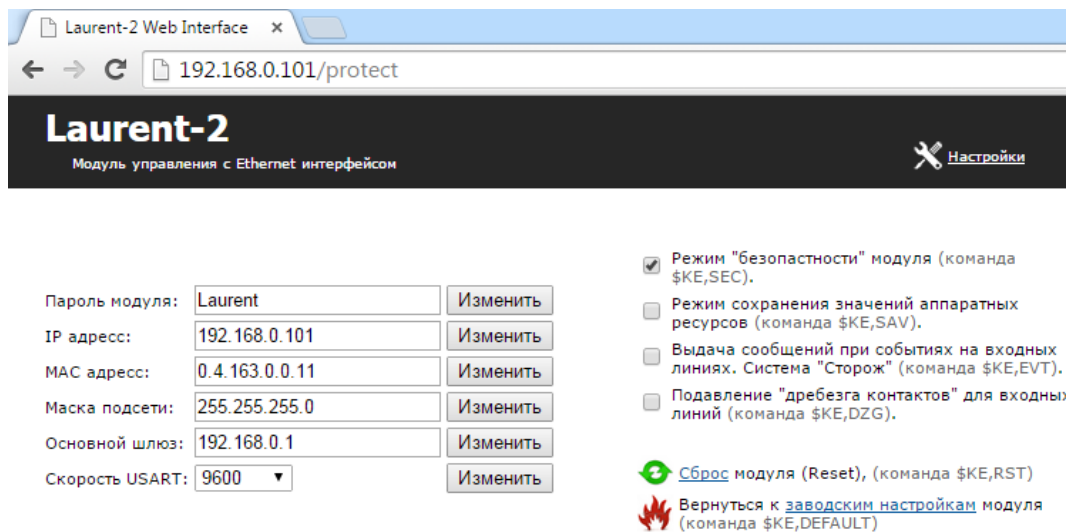 Laurent-2 Web Interface
192.168.0.101/protect
Laurent-2
Модуль управления с Ethernet интерфейсом
Настройки
Пароль модуля: Laurent Изменить
IP адресс: 192.168.0.101 Изменить
MAC адресс: 0.4.163.0.0.11 Изменить
Маска подсети: 255.255.255.0 Изменить
Основной шлюз: 192.168.0.1 Изменить
Скорость USART: 9600 Изменить
Режим "безопастности" модуля (команда
$KE,SEC).
Режим сохранения значений аппаратных
ресурсов (команда $KE,SAV).
Выдача сообщений при событиях на входных
линиях. Система "Сторож" (команда $KE,EVT).
Подавление "дребезга контактов" для входных
линий (команда $KE,DZG).
Сброс модуля (Reset), (команда $KE,RST)
Вернуться к заводским настройкам модуля
(команда $KE,DEFAULT)